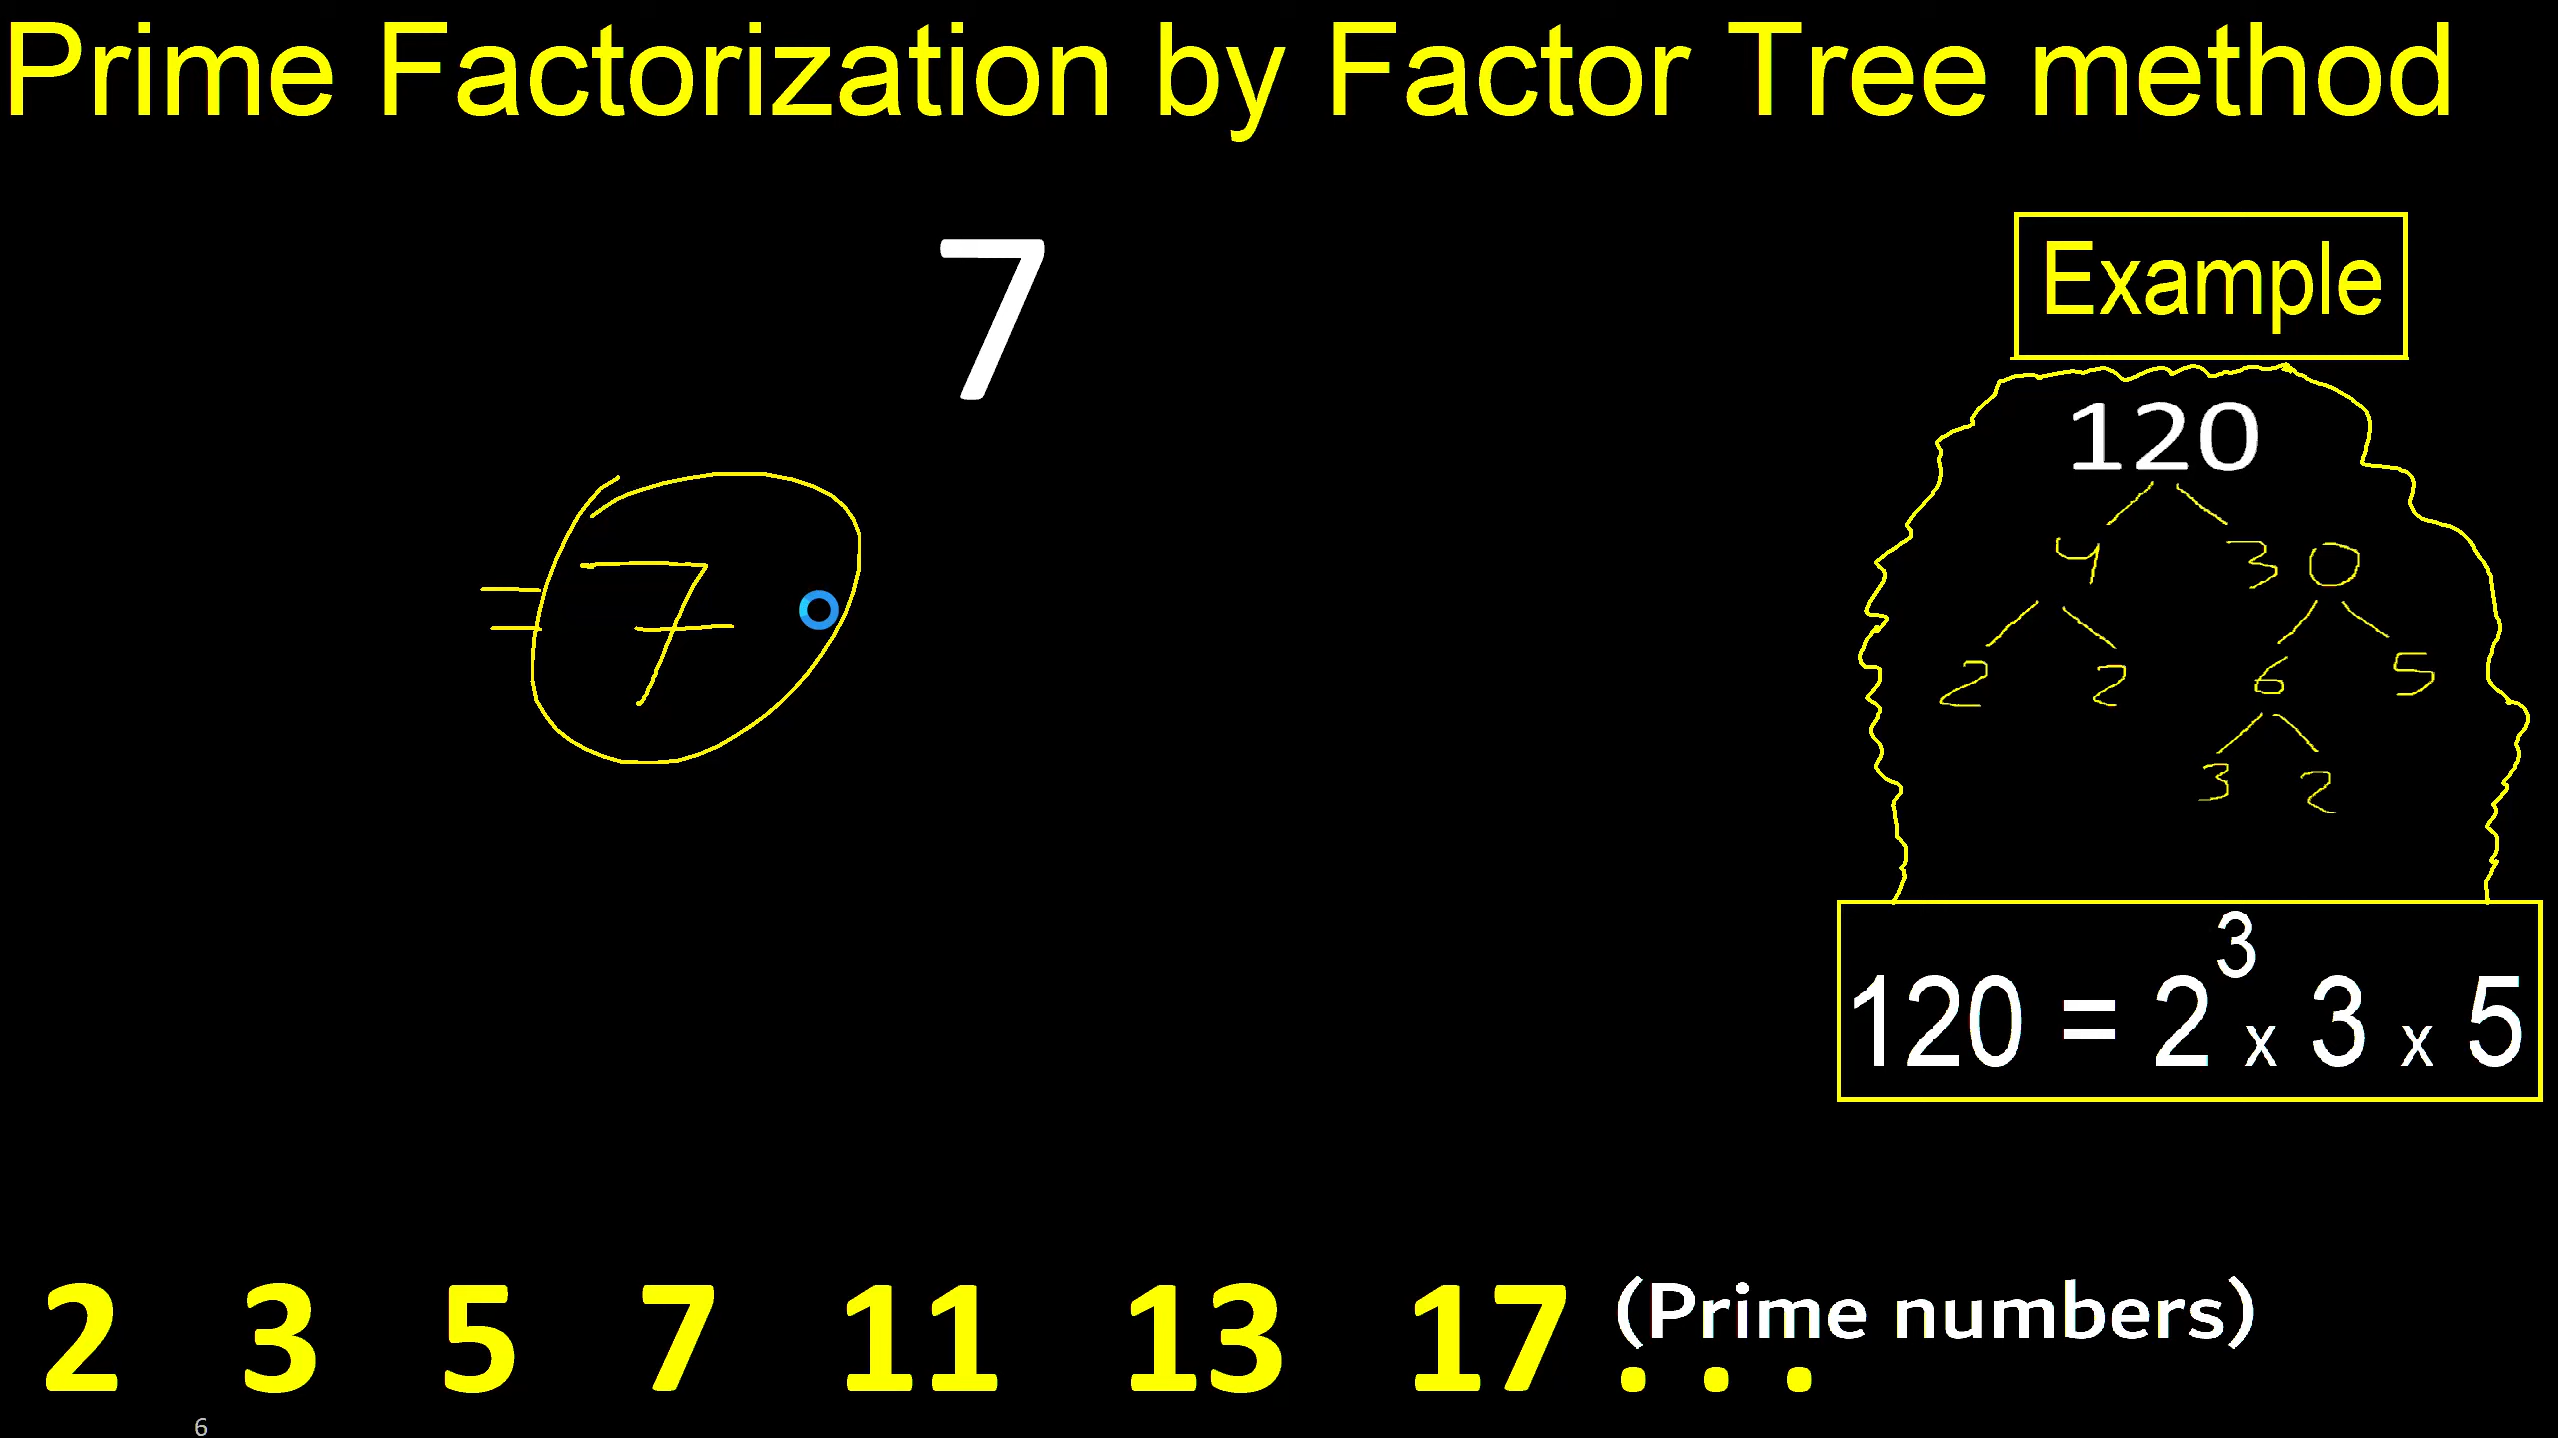 Prime Factorization by Factor Tree method
7
= 7
Example
120
4 30
2 2 6 5
3 2
120 = 2³ x 3 x 5
2 3 5 7 11 13 17 ... (Prime numbers)
6